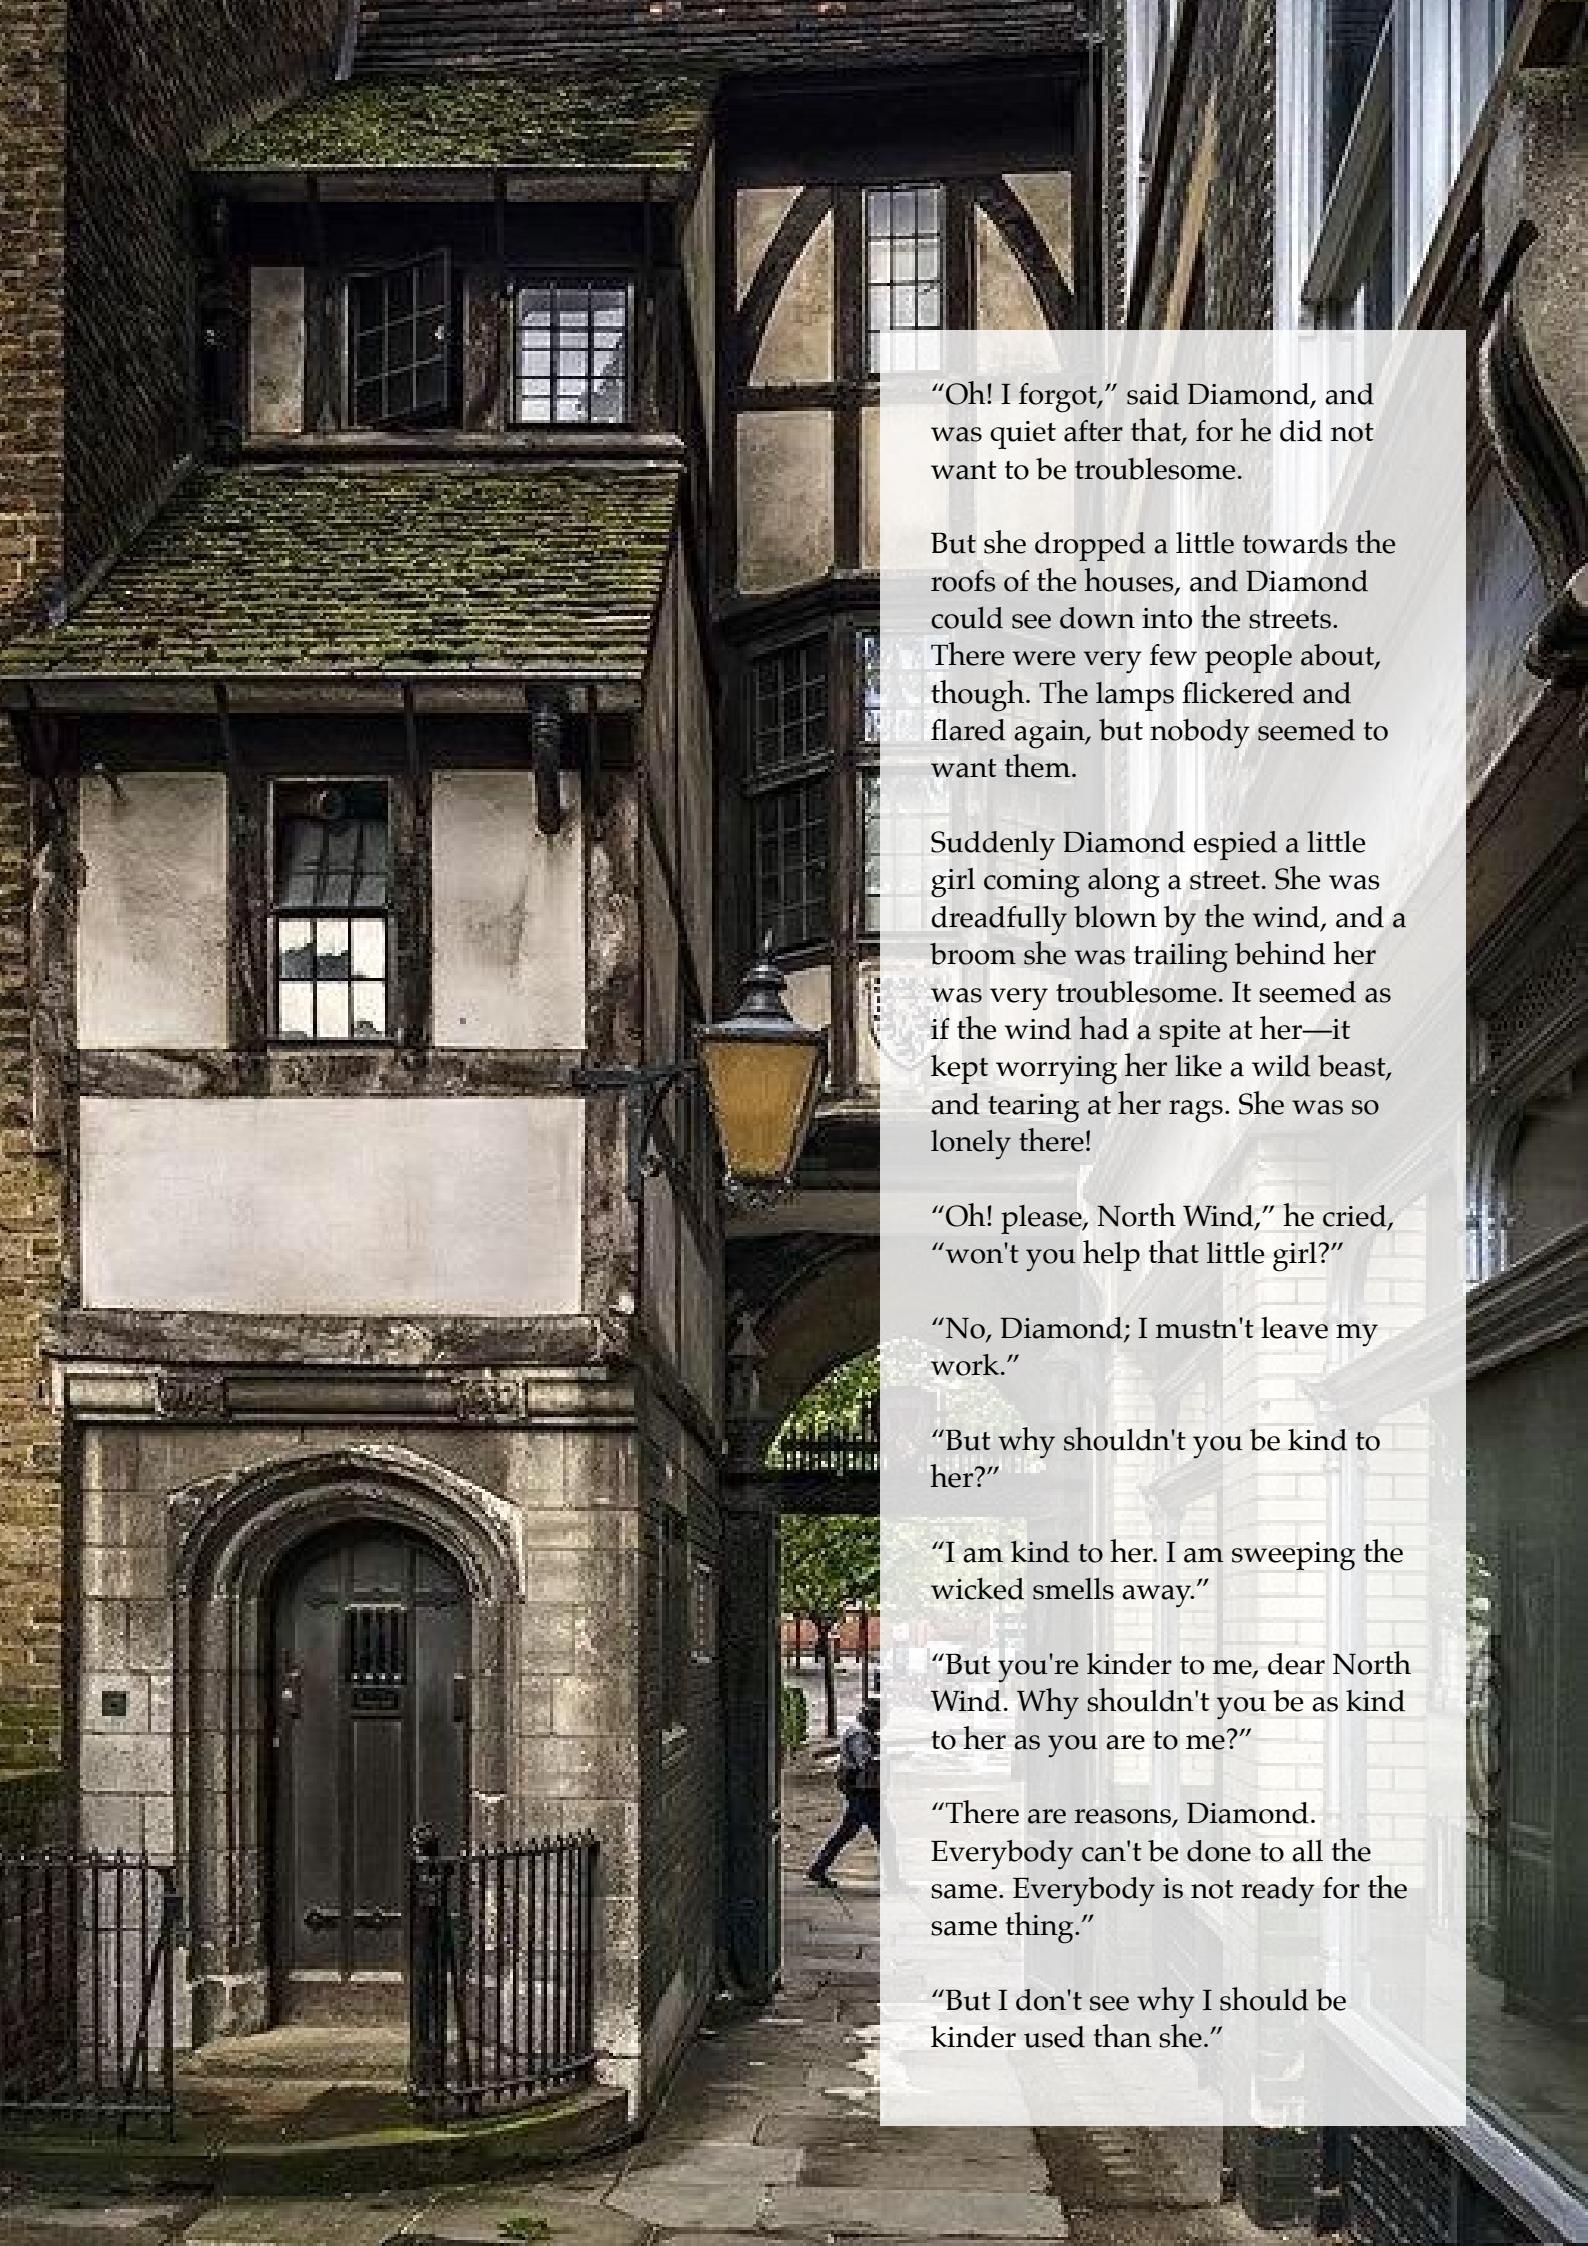 “Oh! I forgot,” said Diamond, and
was quiet after that, for he did not
want to be troublesome.
But she dropped a little towards the
roofs of the houses, and Diamond
could see down into the streets.
There were very few people about,
though. The lamps flickered and
flared again, but nobody seemed to
want them.
Suddenly Diamond espied a little
girl coming along a street. She was
dreadfully blown by the wind, and a
broom she was trailing behind her
was very troublesome. It seemed as
if the wind had a spite at her—it
kept worrying her like a wild beast,
and tearing at her rags. She was so
lonely there!
“Oh! please, North Wind,” he cried,
“won't you help that little girl?”
“No, Diamond; I mustn't leave my
work.”
“But why shouldn't you be kind to
her?”
“I am kind to her. I am sweeping the
wicked smells away.”
“But you're kinder to me, dear North
Wind. Why shouldn't you be as kind
to her as you are to me?”
“There are reasons, Diamond.
Everybody can't be done to all the
same. Everybody is not ready for the
same thing.”
“But I don't see why I should be
kinder used than she.”